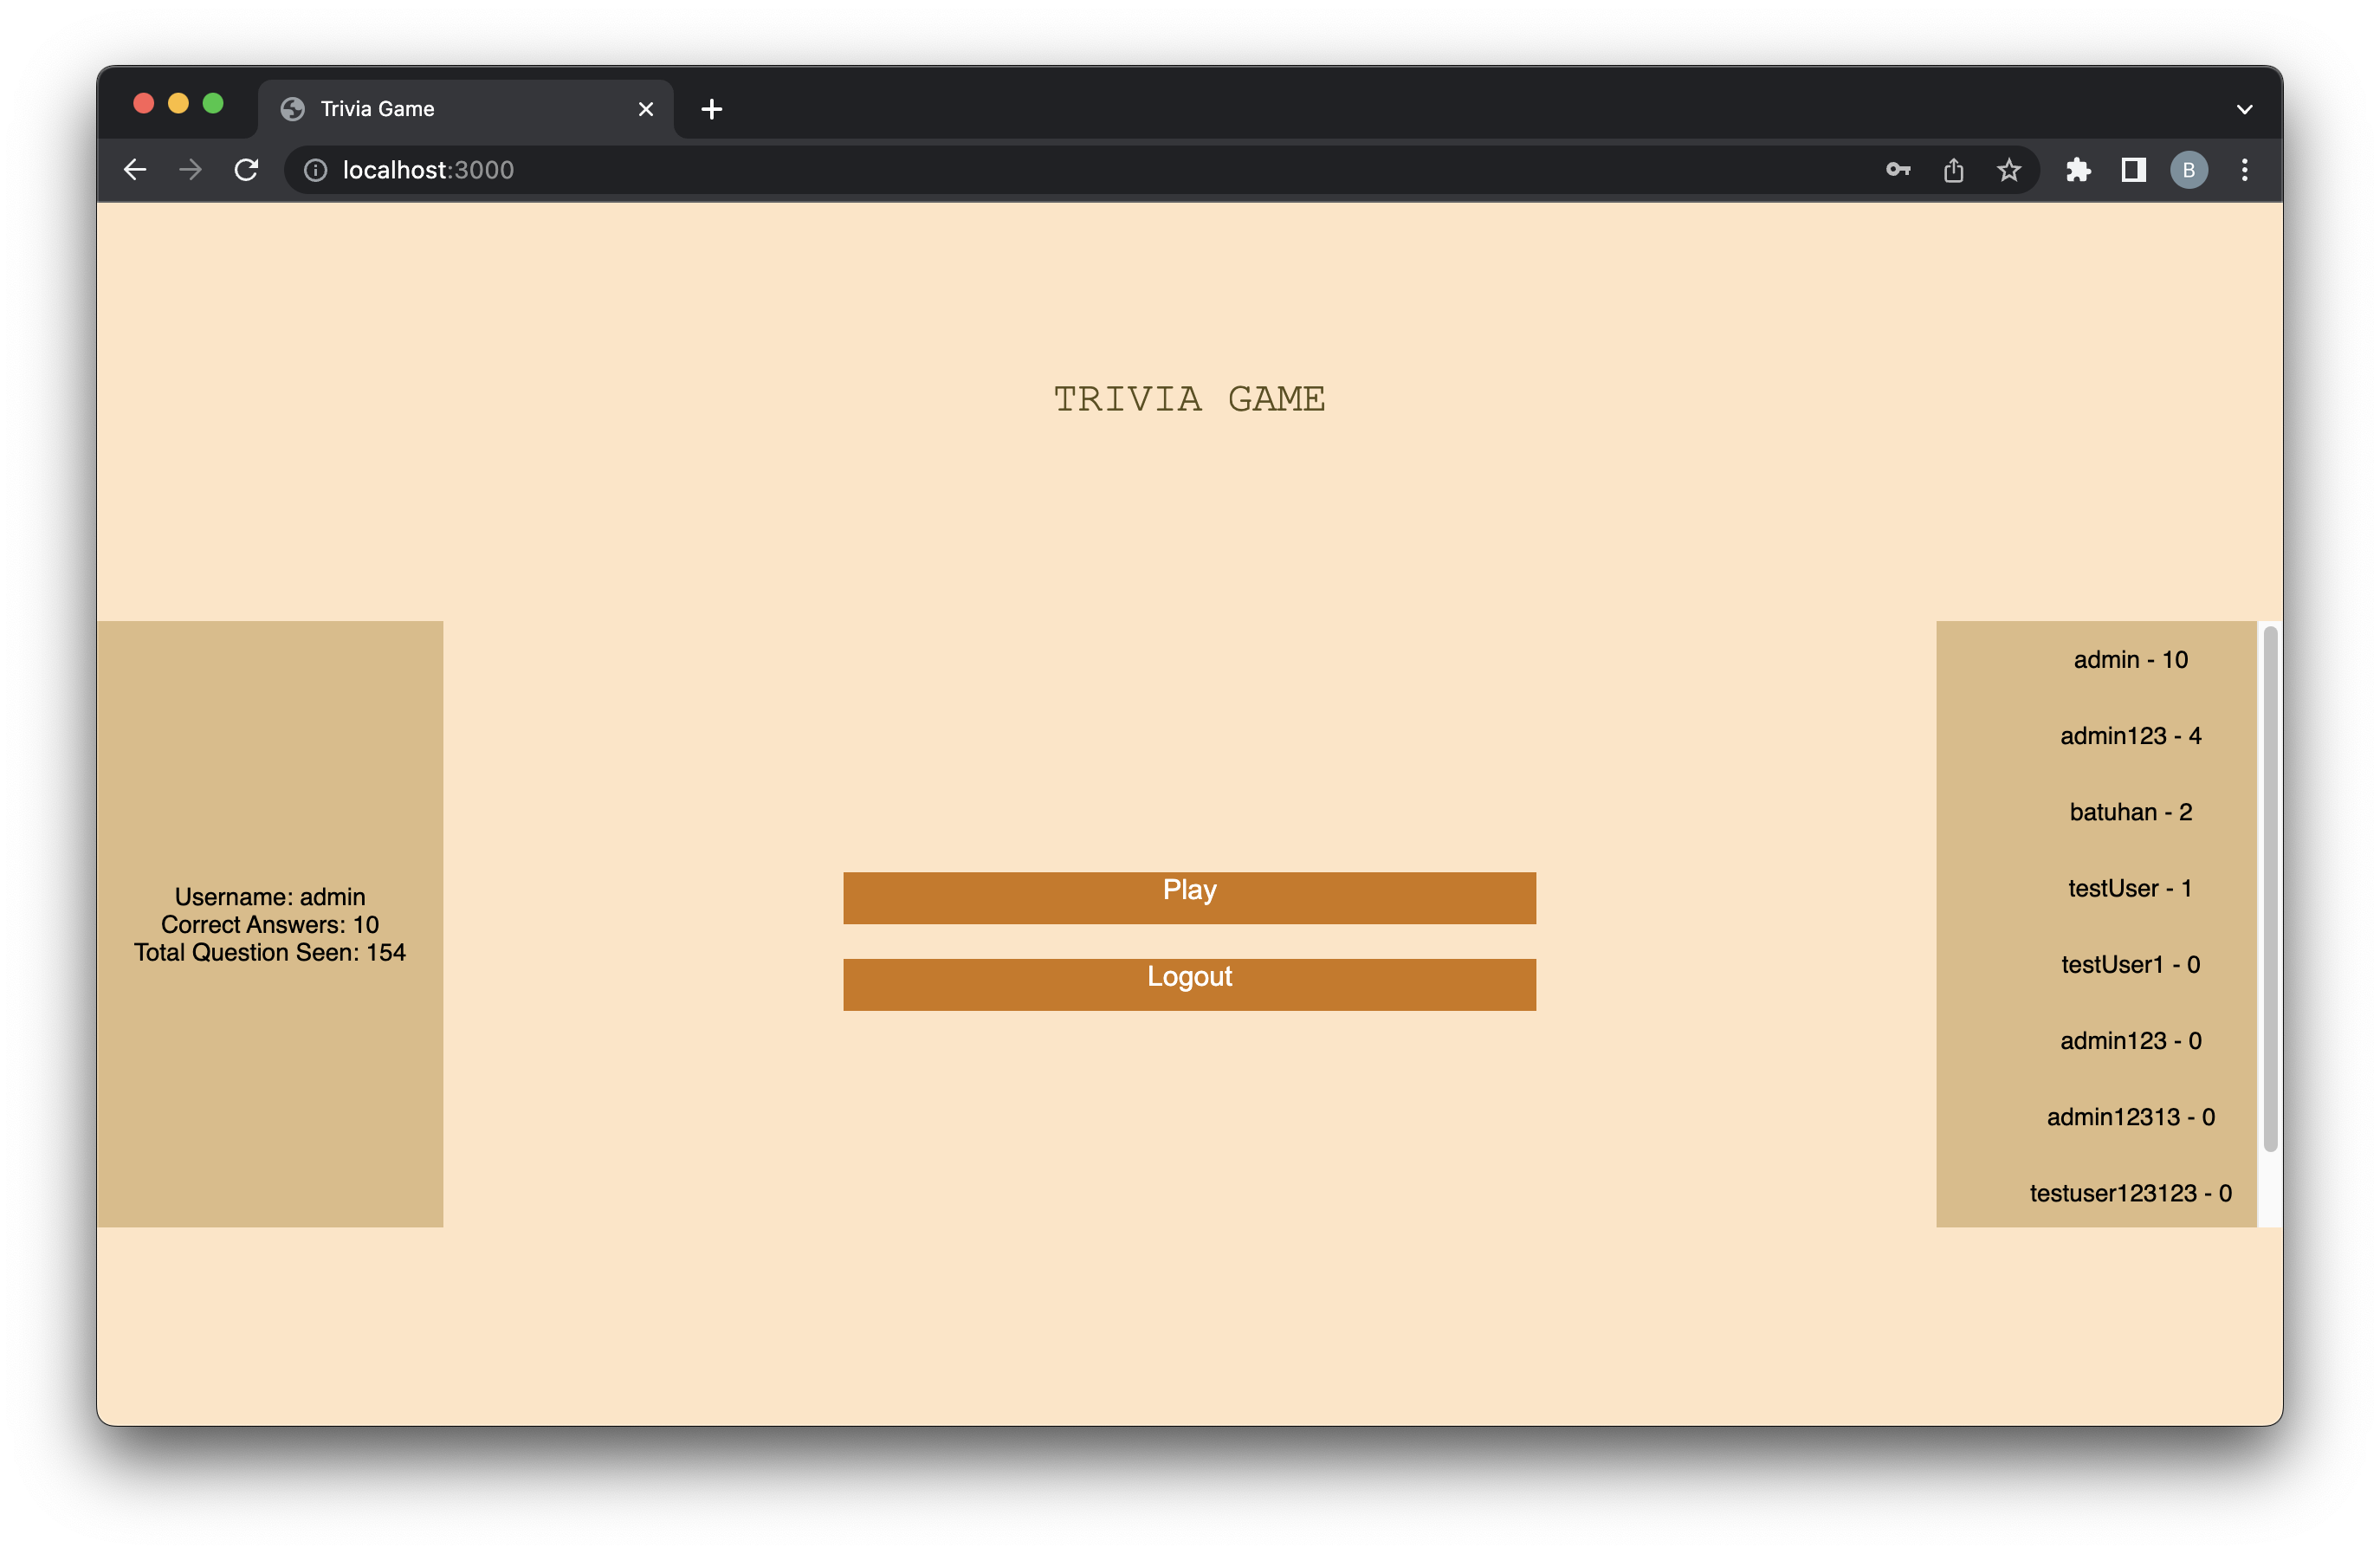 Trivia Game
localhost:3000
B
TRIVIA GAME
Username: admin
Correct Answers: 10
Total Question Seen: 154
Play
Logout
admin - 10
admin123 - 4
batuhan - 2
testUser - 1
testUser1 - 0
admin123 - 0
admin12313 - 0
testuser123123 - 0